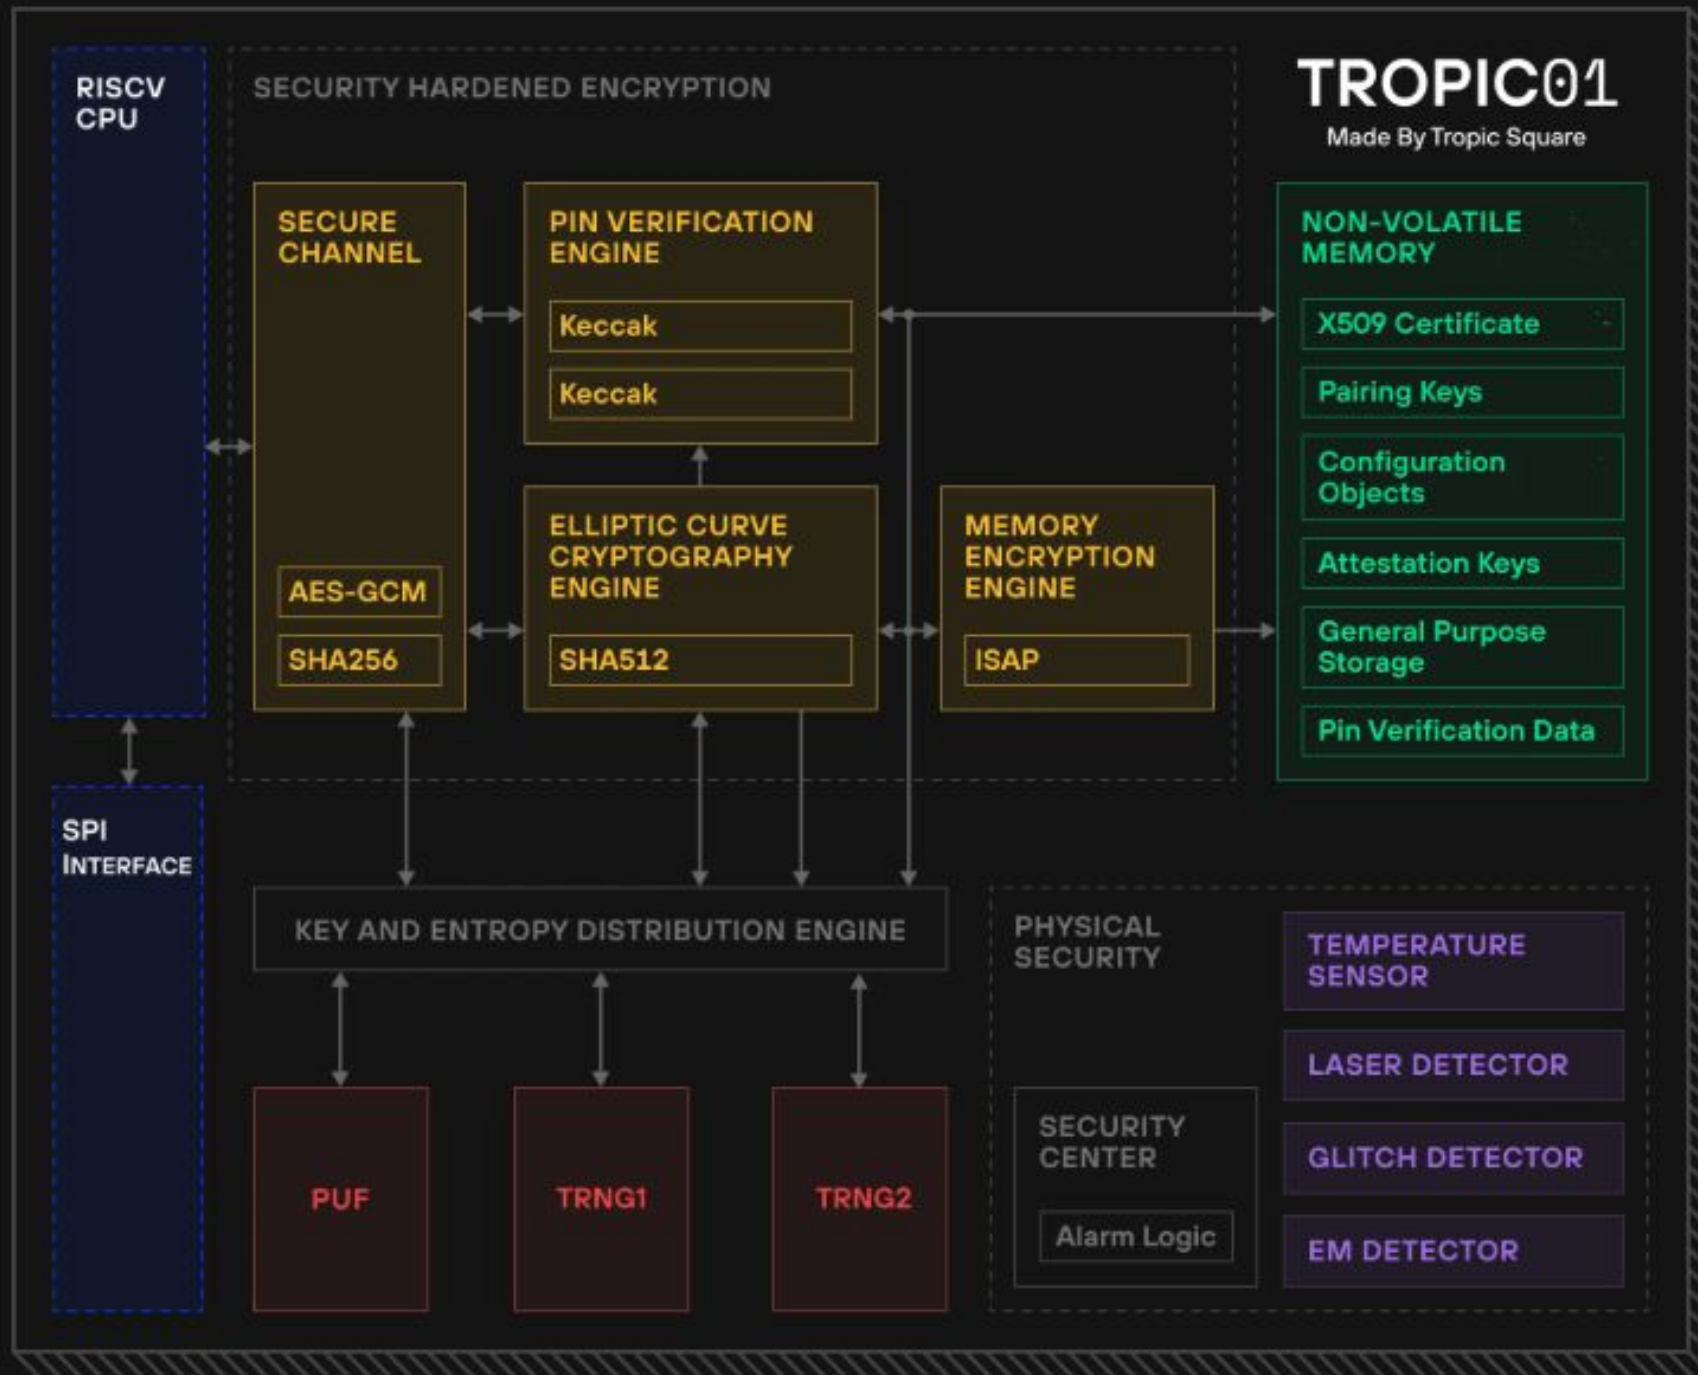 RISCV
CPU
SECURITY HARDENED ENCRYPTION
TROPIC01
Made By Tropic Square
SECURE
CHANNEL
AES-GCM
SHA256
PIN VERIFICATION
ENGINE
Keccak
Keccak
ELLIPTIC CURVE
CRYPTOGRAPHY
ENGINE
SHA512
MEMORY
ENCRYPTION
ENGINE
ISAP
NON-VOLATILE
MEMORY
X509 Certificate
Pairing Keys
Configuration
Objects
Attestation Keys
General Purpose
Storage
Pin Verification Data
SPI
INTERFACE
KEY AND ENTROPY DISTRIBUTION ENGINE
PUF
TRNG1
TRNG2
PHYSICAL
SECURITY
SECURITY
CENTER
Alarm Logic
TEMPERATURE
SENSOR
LASER DETECTOR
GLITCH DETECTOR
EM DETECTOR